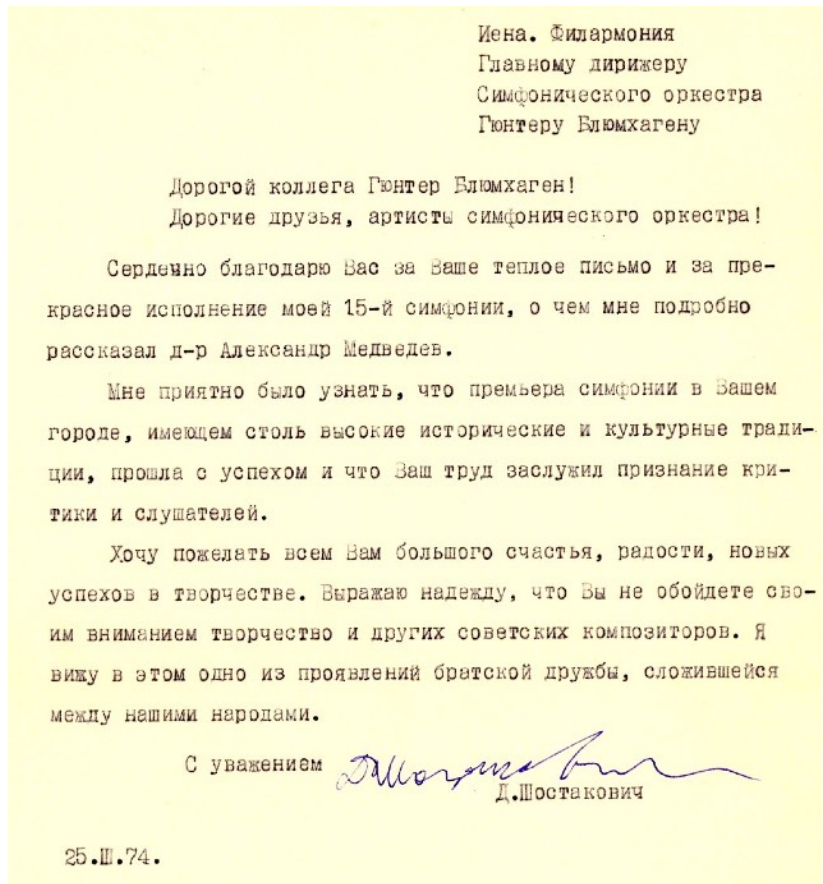 Иена. Филармония
Главному дирижеру
Симфонического оркестра
Гюнтеру Блюмхагену
Дорогой коллега Гюнтер Блюмхаген!
Дорогие друзья, артисты симфонического оркестра!
Сердечно благодарю Вас за Ваше теплое письмо и за пре-
красное исполнение моей 15-й симфонии, о чем мне подробно
рассказал д-р Александр Медведев.
Мне приятно было узнать, что премьера симфонии в Вашем
городе, имеющем столь высокие исторические и культурные тради-
ции, прошла с успехом и что Ваш труд заслужил признание кри-
тики и слушателей.
Хочу пожелать всем Вам большого счастья, радости, новых
успехов в творчестве. Выражаю надежду, что Вы не обойдете сво-
им вниманием творчество и других советских композиторов. Я
вижу в этом одно из проявлений братской дружбы, сложившейся
между нашими народами.
С уважением ДШостакович
Д.Шостакович
25.III.74.